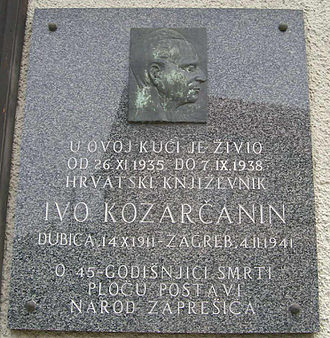 U OVOJ KUĆI JE ŽIVIO
OD 26.XI.1935. DO 7.IX.1938.
HRVATSKI KNJIŽEVNIK
IVO KOZARČANIN
DUBICA, 14.X.1911-ZAGREB, 4.II.1941.
O 45-GODIŠNJICI SMRTI
PLOČU POSTAVI
NAROD ZAPREŠIĆA